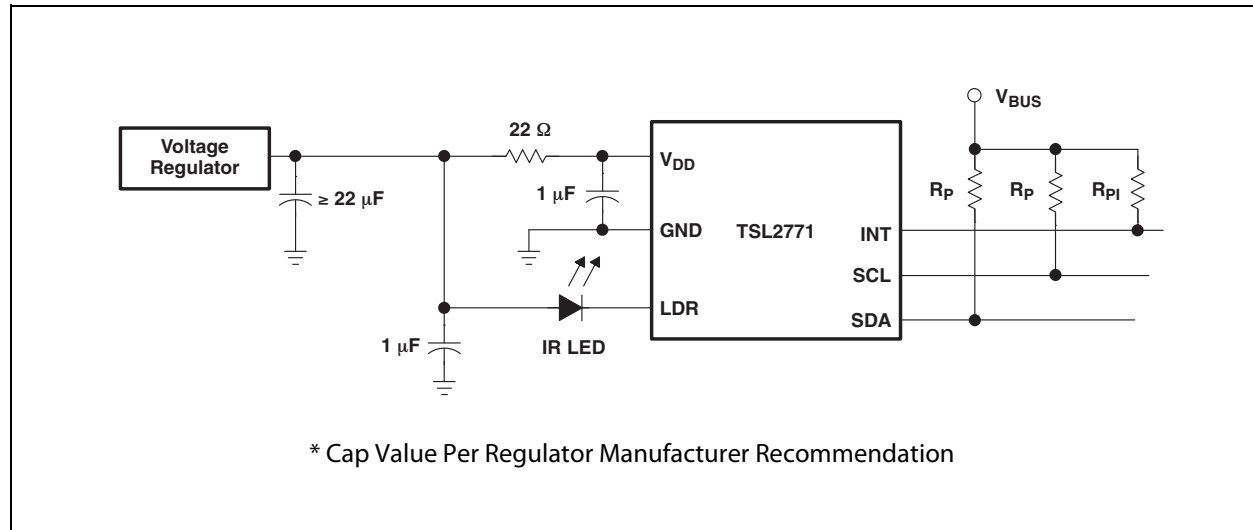 Voltage
Regulator
≥ 22 μF
22 Ω
1 μF
1 μF
IR LED
VDD
GND
LDR
TSL2771
INT
SCL
SDA
VBUS
RP
RP
RPI
* Cap Value Per Regulator Manufacturer Recommendation